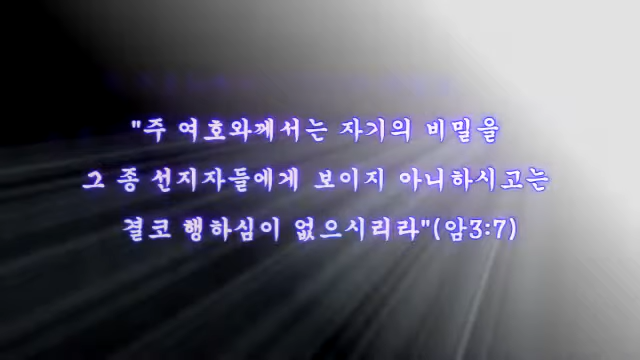 "주 여호와께서는 자기의 비밀을
그 종 선지자들에게 보이지 아니하시고는
결코 행하심이 없으시리라"(암3:7)